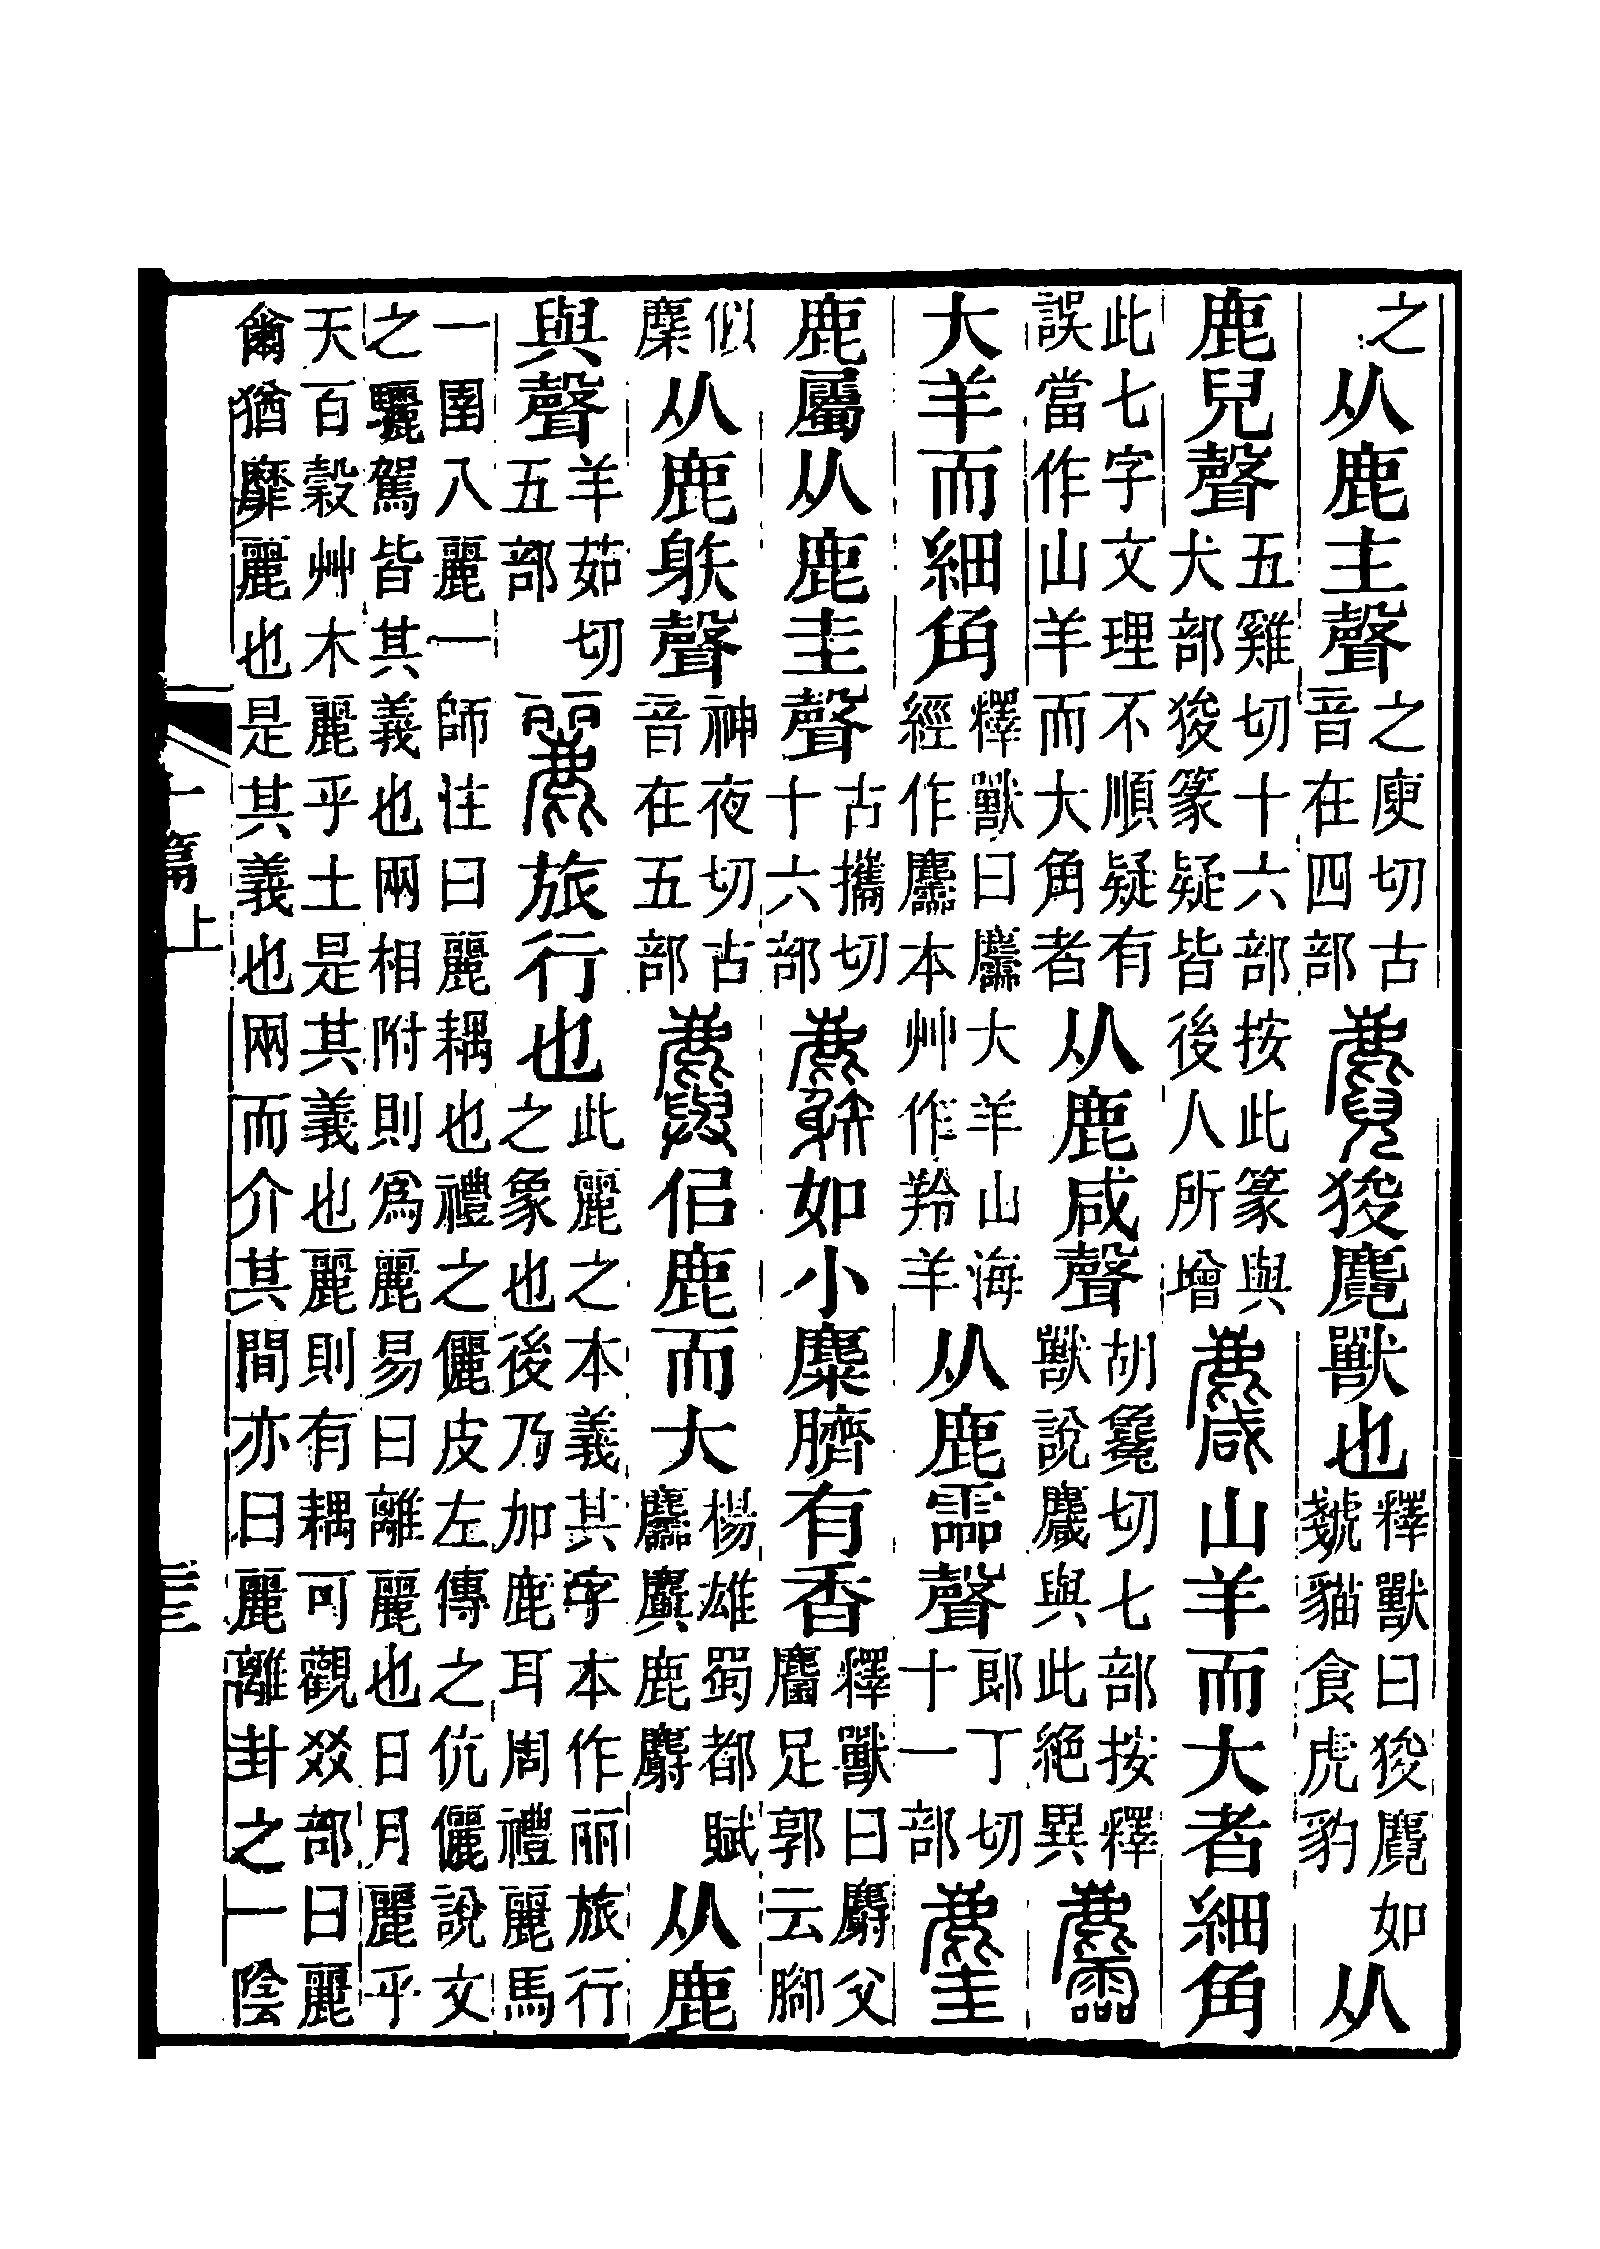 之从鹿主聲之庾切古音在四部麑狻麑獸也釋獸曰狻麑如虦貓食虎豹从
鹿兒聲五雞切十六部按此篆與犬部狻篆疑皆後人所增麙山羊而大者細角
此七字文理不順疑有誤當作山羊而大角者从鹿咸聲胡毚切七部按釋獸說麙與此絕異麢
大羊而細角釋獸曰麢大羊山海經作麢本艸作羚羊从鹿霝聲郎丁切十一部䴥
鹿屬从鹿圭聲古攜切十六部麝如小麋臍有香釋獸曰麝父麕足郭云腳
似麋从鹿䠶聲神夜切古音在五部䴁佀鹿而大楊雄蜀都賦麢麌鹿麝从鹿
與聲羊茹切五部麗旅行也此麗之本義其字本作丽旅行之象也後乃加鹿耳周禮麗馬
一圉八麗一師注曰麗耦也禮之儷皮左傳之伉儷說文之驪駕皆其義也兩相附則爲麗易曰離麗也日月麗乎
天百穀艸木麗乎土是其義也麗則有耦可觀㸚部曰麗爾猶靡麗也是其義也兩而介其間亦曰麗離卦之一陰
十篇上